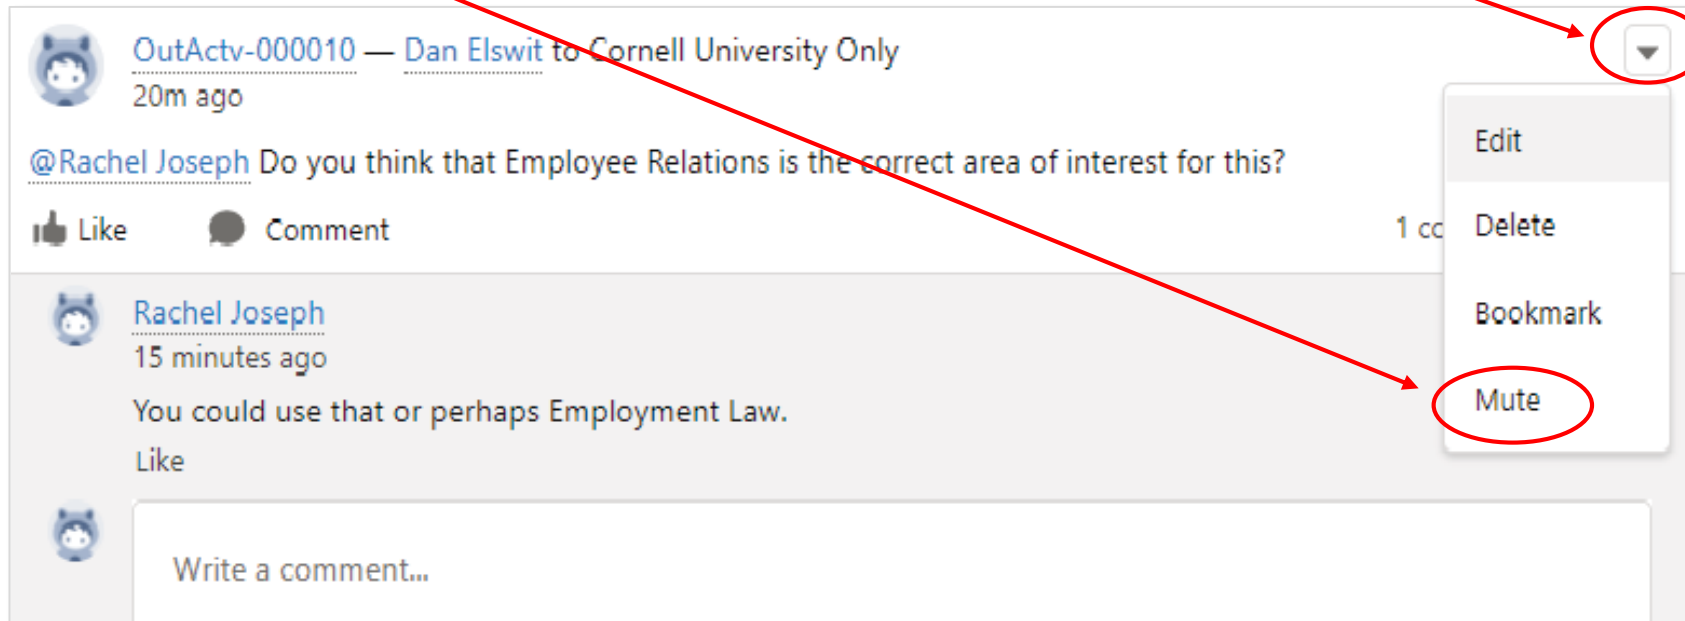 OutActv-000010 — Dan Elswit to Cornell University Only
20m ago
@Rachel Joseph Do you think that Employee Relations is the correct area of interest for this?
Like Comment 1
Edit
Delete
Bookmark
Mute
Rachel Joseph
15 minutes ago
You could use that or perhaps Employment Law.
Like
Write a comment...